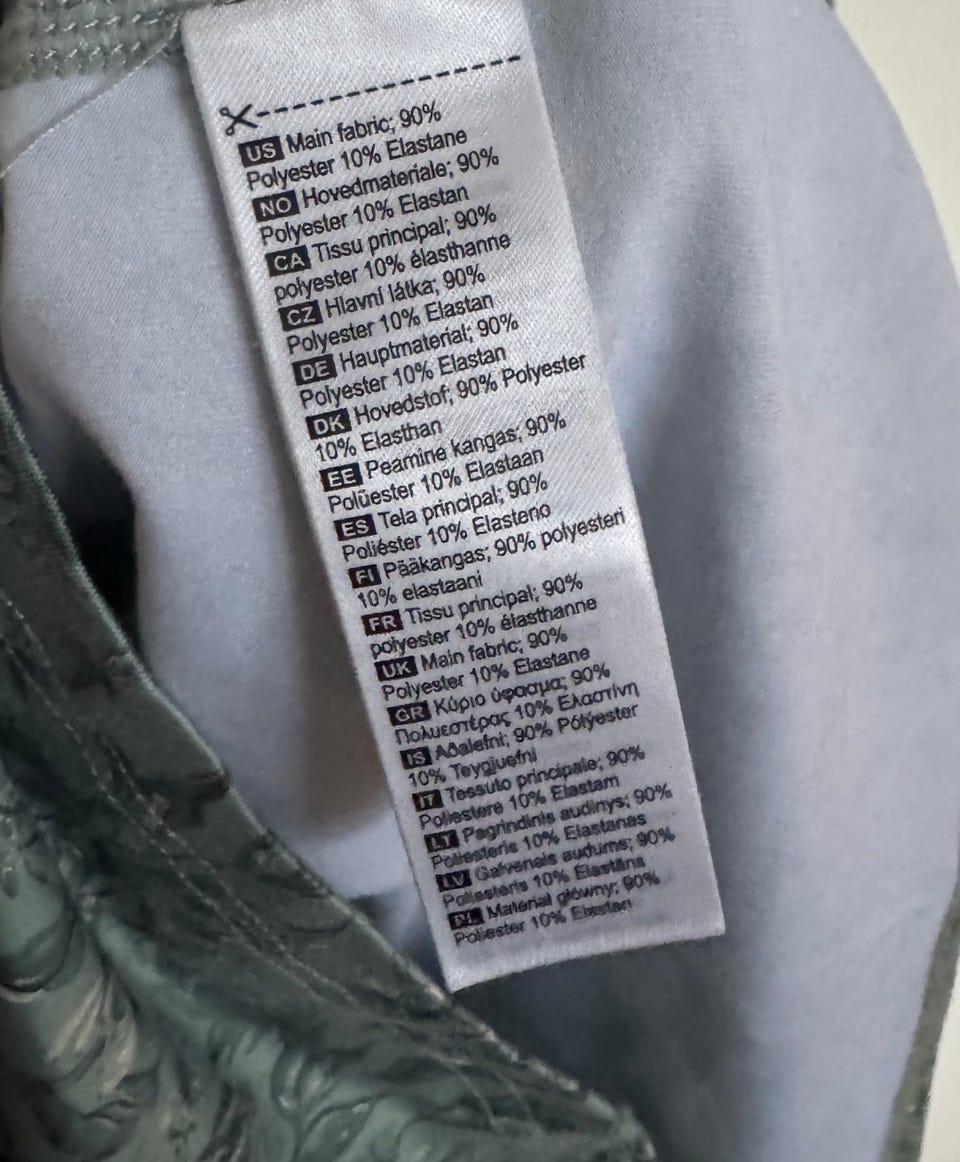 US Main fabric; 90%
Polyester 10% Elastane
NO Hovedmateriale; 90%
Polyester 10% Elastan
CA Tissu principal; 90%
polyester 10% élasthanne
CZ Hlavní látka; 90%
Polyester 10% Elastan
DE Hauptmaterial; 90%
Polyester 10% Elastan
DK Hovedstof; 90% Polyester
10% Elasthan
EE Peamine kangas; 90%
Polüester 10% Elastaan
ES Tela principal; 90%
Poliéster 10% Elasteno
FI Pääkangas; 90% polyesteri
10% elastaani
FR Tissu principal; 90%
polyester 10% élasthanne
UK Main fabric; 90%
Polyester 10% Elastane
GR Κύριο ύφασμα; 90%
Πολυεστέρας 10% Ελαστίνη
IS Aðalefni; 90% Pólýester
10% Teygjuefni
IT Tessuto principale; 90%
Poliestere 10% Elastam
LT Pagrindinis audinys; 90%
Poliesteris 10% Elastanas
LV Galvenais audums; 90%
Poliesteris 10% Elastāns
PL Materiał główny; 90%
Poliester 10% Elastan